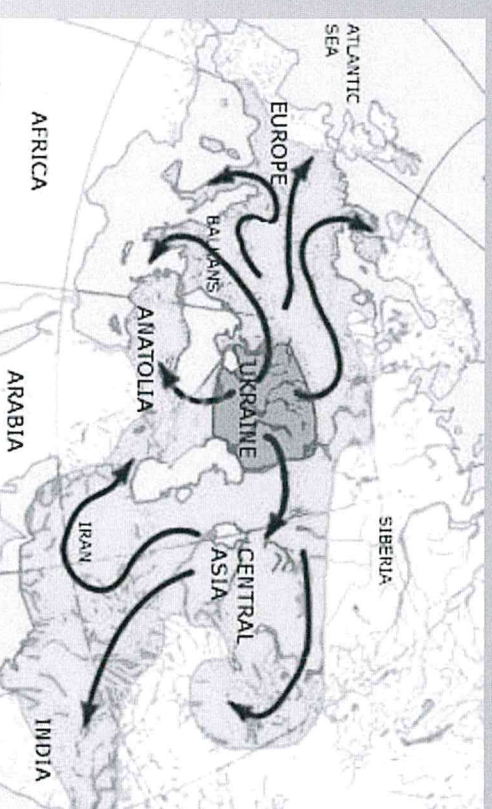 ATLANTIC
SEA
EUROPE
SIBERIA
BALKANS
UKRAINE
CENTRAL
ASIA
AFRICA
ANATOLIA
IRAN
ARABIA
INDIA